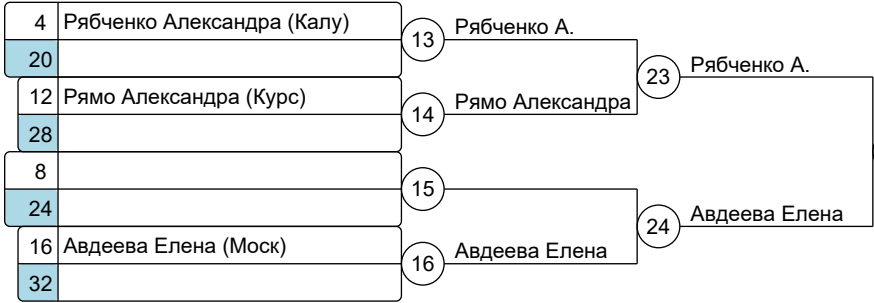 4 Рябченко Александра (Калу)
20
13 Рябченко А.
12 Рямо Александра (Курс)
28
14 Рямо Александра
23 Рябченко А.
8
24
15
16 Авдеева Елена (Моск)
32
16 Авдеева Елена
24 Авдеева Елена